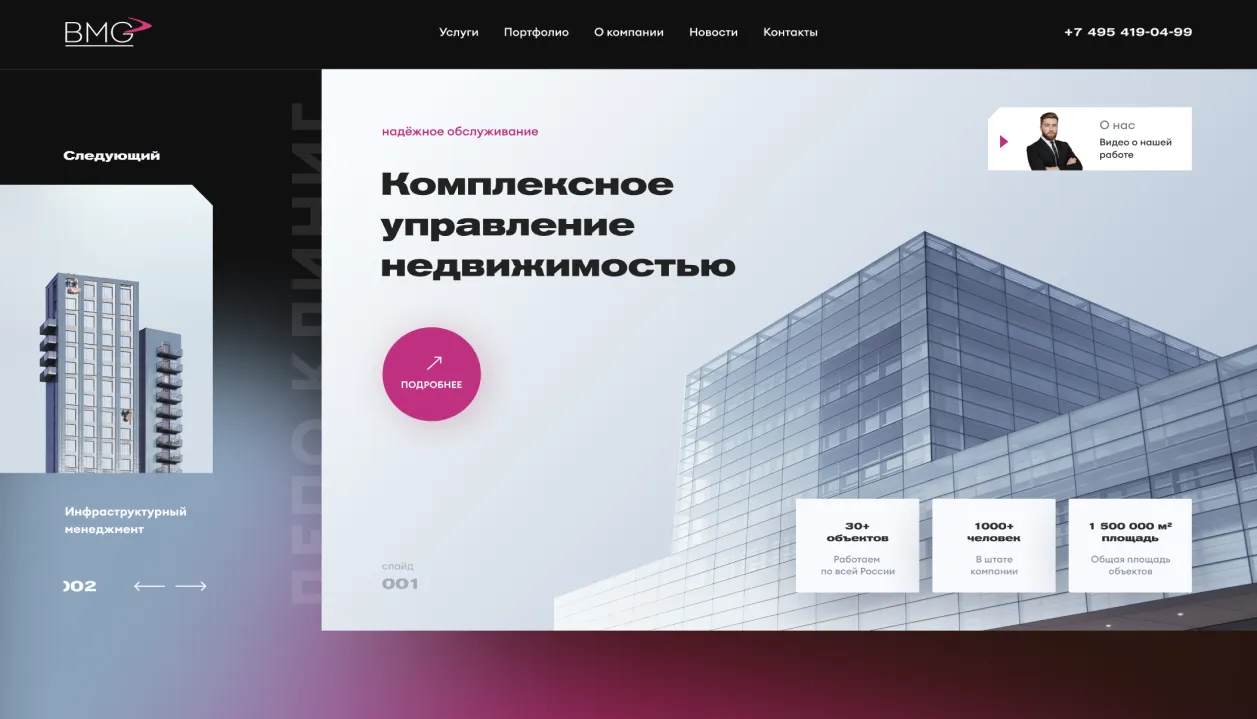 BMG
Услуги
Портфолио
О компании
Новости
Контакты
+7 495 419-04-99
Следующий
Инфраструктурный
менеджмент
002
надёжное обслуживание
Комплексное
управление
недвижимостью
ПОДРОБНЕЕ
слайд
001
О нас
Видео о нашей
работе
30+
объектов
Работаем
по всей России
1000+
человек
В штате
компании
1 500 000 м²
площадь
Общая площадь
объектов